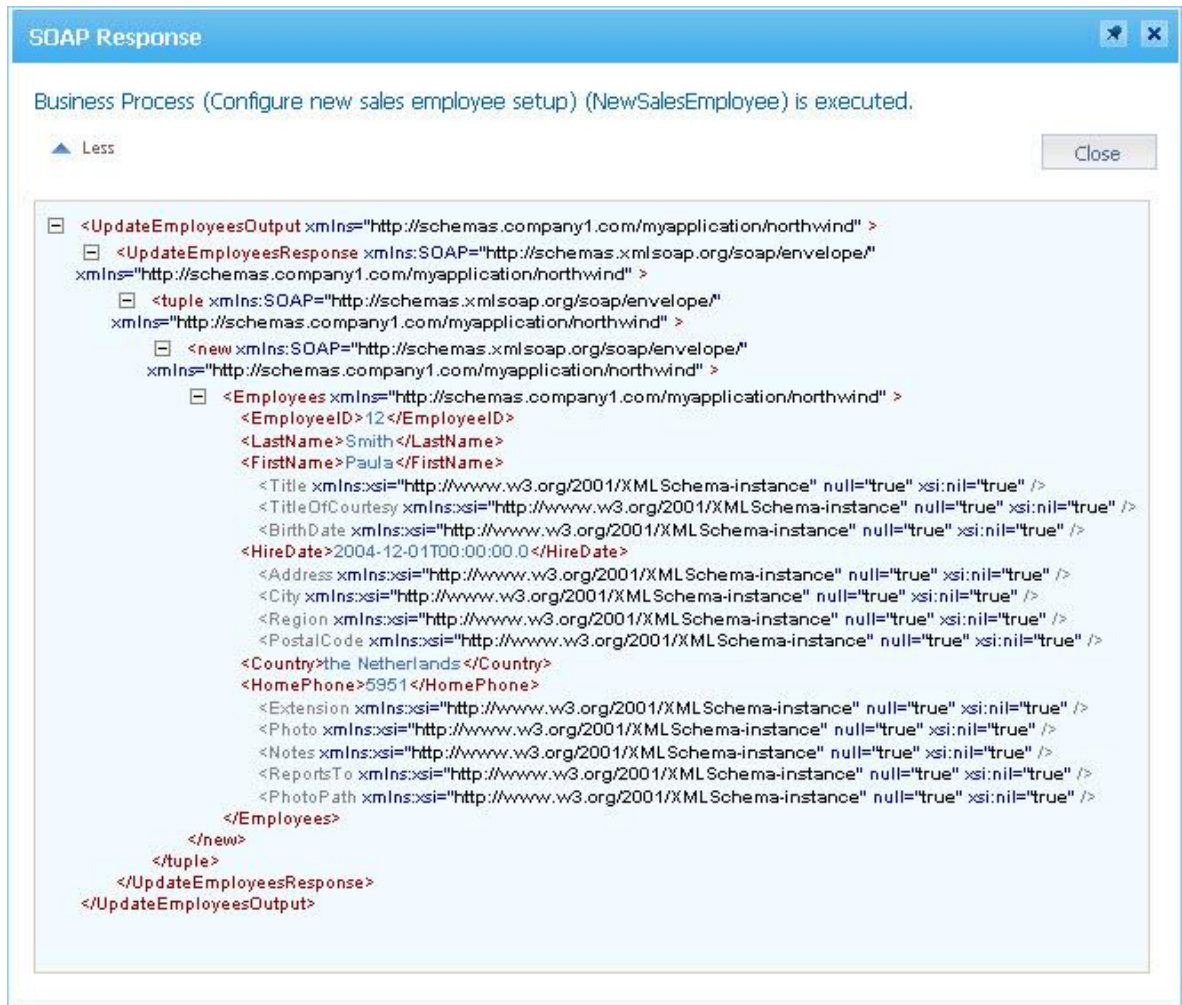 SOAP Response
Business Process (Configure new sales employee setup) (NewSalesEmployee) is executed.
Less
Close
<UpdateEmployeesOutput xmlns="http://schemas.company1.com/myapplication/northwind" >
<UpdateEmployeesResponse xmlns:SOAP="http://schemas.xmlsoap.org/soap/envelope/"
xmlns="http://schemas.company1.com/myapplication/northwind" >
<tuple xmlns:SOAP="http://schemas.xmlsoap.org/soap/envelope/"
xmlns="http://schemas.company1.com/myapplication/northwind" >
<new xmlns:SOAP="http://schemas.xmlsoap.org/soap/envelope/"
xmlns="http://schemas.company1.com/myapplication/northwind" >
<Employees xmlns="http://schemas.company1.com/myapplication/northwind" >
<EmployeeID>12</EmployeeID>
<LastName>Smith</LastName>
<FirstName>Paula</FirstName>
<Title xmlns:xsi="http://www.w3.org/2001/XMLSchema-instance" null="true" xsi:nil="true" />
<TitleOfCourtesy xmlns:xsi="http://www.w3.org/2001/XMLSchema-instance" null="true" xsi:nil="true" />
<BirthDate xmlns:xsi="http://www.w3.org/2001/XMLSchema-instance" null="true" xsi:nil="true" />
<HireDate>2004-12-01T00:00:00.0</HireDate>
<Address xmlns:xsi="http://www.w3.org/2001/XMLSchema-instance" null="true" xsi:nil="true" />
<City xmlns:xsi="http://www.w3.org/2001/XMLSchema-instance" null="true" xsi:nil="true" />
<Region xmlns:xsi="http://www.w3.org/2001/XMLSchema-instance" null="true" xsi:nil="true" />
<PostalCode xmlns:xsi="http://www.w3.org/2001/XMLSchema-instance" null="true" xsi:nil="true" />
<Country>the Netherlands</Country>
<HomePhone>5951</HomePhone>
<Extension xmlns:xsi="http://www.w3.org/2001/XMLSchema-instance" null="true" xsi:nil="true" />
<Photo xmlns:xsi="http://www.w3.org/2001/XMLSchema-instance" null="true" xsi:nil="true" />
<Notes xmlns:xsi="http://www.w3.org/2001/XMLSchema-instance" null="true" xsi:nil="true" />
<ReportsTo xmlns:xsi="http://www.w3.org/2001/XMLSchema-instance" null="true" xsi:nil="true" />
<PhotoPath xmlns:xsi="http://www.w3.org/2001/XMLSchema-instance" null="true" xsi:nil="true" />
</Employees>
</new>
</tuple>
</UpdateEmployeesResponse>
</UpdateEmployeesOutput>